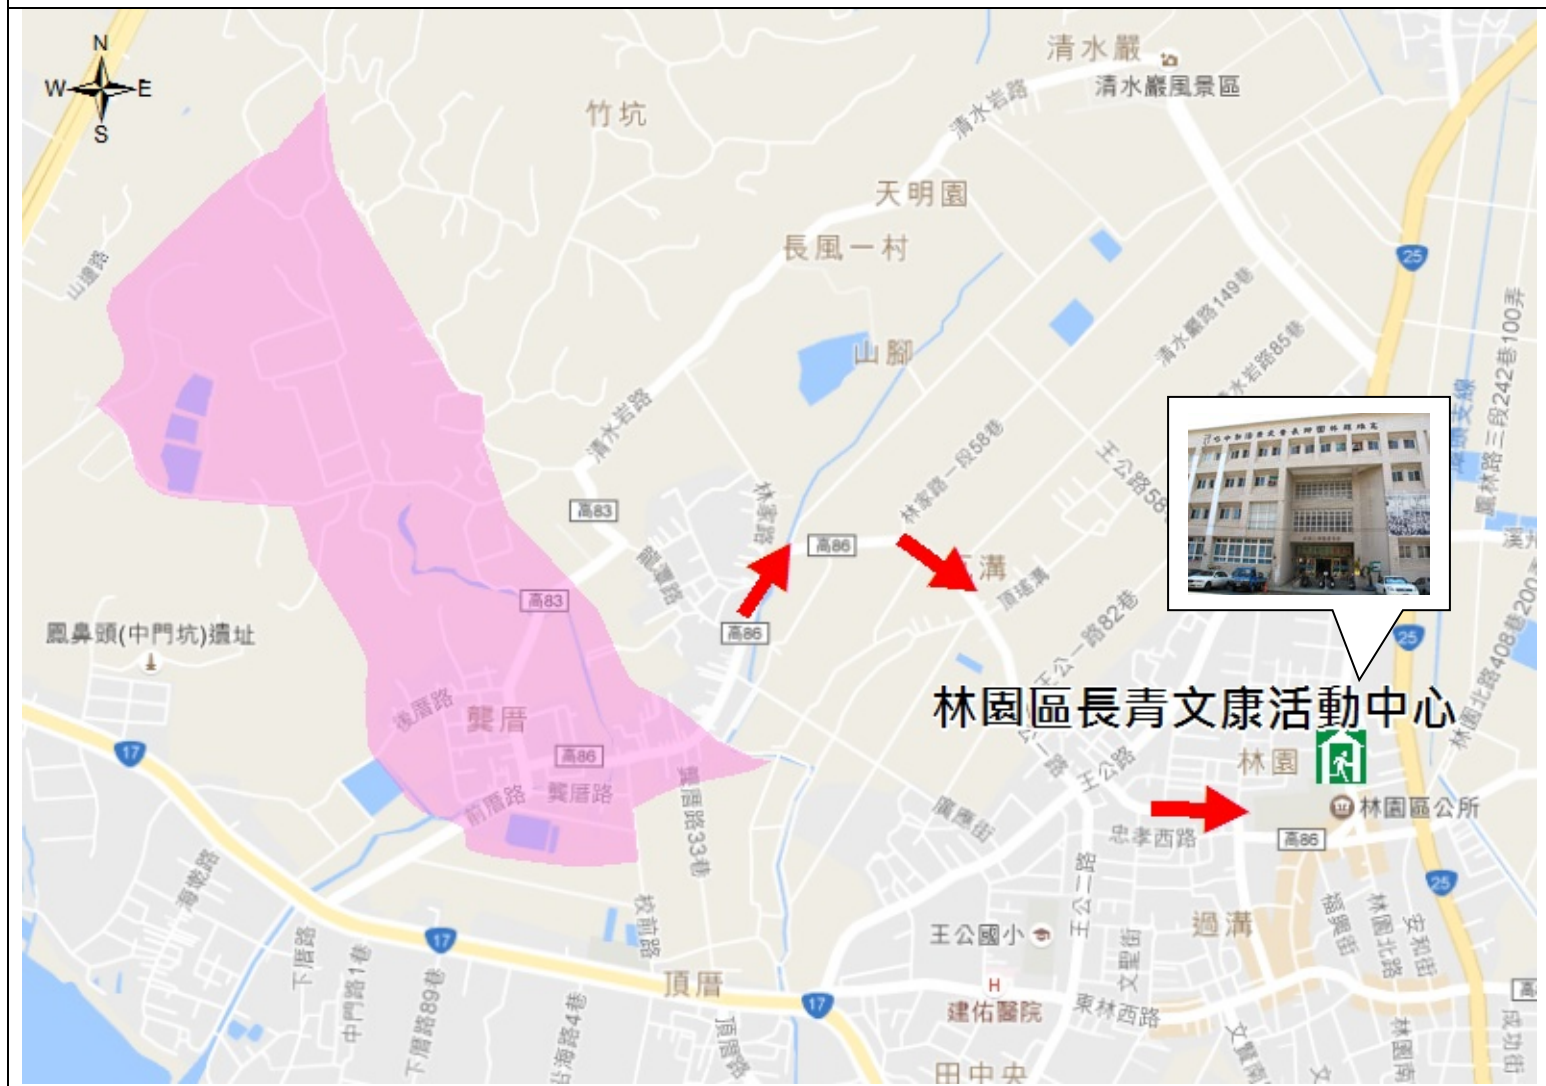 N
W
E
S
清水巖
清水巖風景區
竹坑
清水岩路
天明園
長風一村
25
山邊路
清水巖路149巷
山腳
清水岩路85巷
鳳林路三段242巷100弄
清水岩路
林家路一段58巷
王公路58
高83
高86
龍潭路
溝
頂瑤溝
高83
高86
王公一路82巷
25
林園北路408巷200弄
鳳鼻頭(中門坑)遺址
後厝路
龔厝
林園區長青文康活動中心
17
高86
王公路
林園
前厝路
龔厝路
龔厝路33巷
廣應街
林園區公所
忠孝西路
高86
海墘路
王公二路
25
校前路
福興街
林園北路
安和街
下厝路
中門路1巷
17
王公國小
文聖街
過溝
下厝路89巷
頂厝
H
建佑醫院
17
東林西路
沿海路4巷
頂厝路
成功街
林園南
田中央